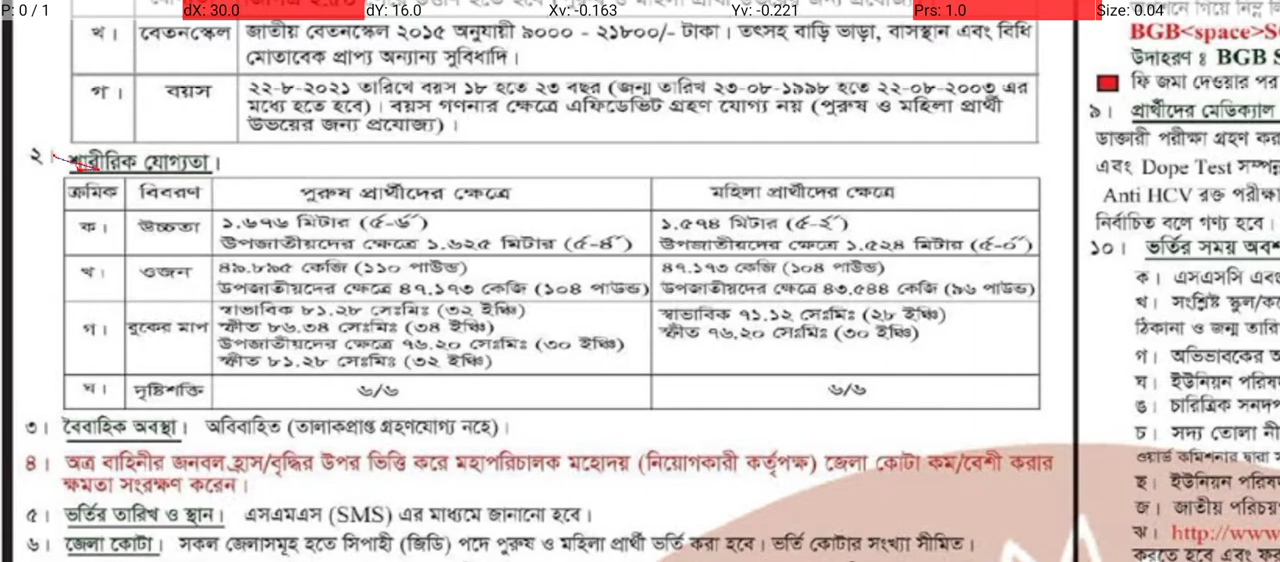 P: 0 / 1
dX: 30.0
dY: 16.0
Xv: -0.163
Yv: -0.221
Prs: 1.0
Size: 0.04
খ। বেতনস্কেল জাতীয় বেতনস্কেল ২০১৫ অনুযায়ী ৯০০০ - ২১৮০০/- টাকা। তৎসহ বাড়ি ভাড়া, বাসস্থান এবং বিধি
মোতাবেক প্রাপ্য অন্যান্য সুবিধাদি।
গ। বয়স ২২-৮-২০২১ তারিখে বয়স ১৮ হতে ২৩ বছর (জন্ম তারিখ ২৩-০৮-১৯৯৮ হতে ২২-০৮-২০০৩ এর
মধ্যে হতে হবে)। বয়স গণনার ক্ষেত্রে এফিডেভিট গ্রহণ যোগ্য নয় (পুরুষ ও মহিলা প্রার্থী
উভয়ের জন্য প্রযোজ্য)।
২। শারীরিক যোগ্যতা।
ক্রমিক বিবরণ পুরুষ প্রার্থীদের ক্ষেত্রে মহিলা প্রার্থীদের ক্ষেত্রে
ক। উচ্চতা ১.৬৭৬ মিটার (৫´-৬˝) ১.৫৭৪ মিটার (৫´-২˝)
উপজাতীয়দের ক্ষেত্রে ১.৬২৫ মিটার (৫´-৪˝) উপজাতীয়দের ক্ষেত্রে ১.৫২৪ মিটার (৫´-০˝)
খ। ওজন ৪৯.৮৯৫ কেজি (১১০ পাউন্ড) ৪৭.১৭৩ কেজি (১০৪ পাউন্ড)
উপজাতীয়দের ক্ষেত্রে ৪৭.১৭৩ কেজি (১০৪ পাউন্ড) উপজাতীয়দের ক্ষেত্রে ৪৩.৫৪৪ কেজি (৯৬ পাউন্ড)
গ। বুকের মাপ স্বাভাবিক ৮১.২৮ সেঃমিঃ (৩২ ইঞ্চি) স্বাভাবিক ৭১.১২ সেঃমিঃ (২৮ ইঞ্চি)
স্ফীত ৮৬.৩৪ সেঃমিঃ (৩৪ ইঞ্চি) স্ফীত ৭৬.২০ সেঃমিঃ (৩০ ইঞ্চি)
উপজাতীয়দের ক্ষেত্রে ৭৬.২০ সেঃমিঃ (৩০ ইঞ্চি)
স্ফীত ৮১.২৮ সেঃমিঃ (৩২ ইঞ্চি)
ঘ। দৃষ্টিশক্তি ৬/৬ ৬/৬
৩। বৈবাহিক অবস্থা। অবিবাহিত (তালাকপ্রাপ্ত গ্রহণযোগ্য নহে)।
৪। অত্র বাহিনীর জনবল হ্রাস/বৃদ্ধির উপর ভিত্তি করে মহাপরিচালক মহোদয় (নিয়োগকারী কর্তৃপক্ষ) জেলা কোটা কম/বেশী করার
ক্ষমতা সংরক্ষণ করেন।
৫। ভর্তির তারিখ ও স্থান। এসএমএস (SMS) এর মাধ্যমে জানানো হবে।
৬। জেলা কোটা। সকল জেলাসমূহ হতে সিপাহী (জিডি) পদে পুরুষ ও মহিলা প্রার্থী ভর্তি করা হবে। ভর্তি কোটার সংখ্যা সীমিত।
গিয়ে নিম্ন
BGB<space>S
উদাহরণ ঃ BGB S
ফি জমা দেওয়ার পর
৯। প্রার্থীদের মেডিক্যাল
ডাক্তারী পরীক্ষা গ্রহণ
এবং Dope Test
Anti HCV রক্ত পরীক্ষা
নির্বাচিত বলে গণ্য হবে।
১০। ভর্তির সময়
ক। এসএসসি এবং
খ। সংশ্লিষ্ট স্কুল/
ঠিকানা ও জন্ম
গ। অভিভাবকের
ঘ। ইউনিয়ন
ঙ। চারিত্রিক
চ। সদ্য তোলা
ওয়ার্ড কমিশনার দ্বারা
ছ। ইউনিয়ন
জ। জাতীয়
ঝ। http://www
করতে হবে এবং